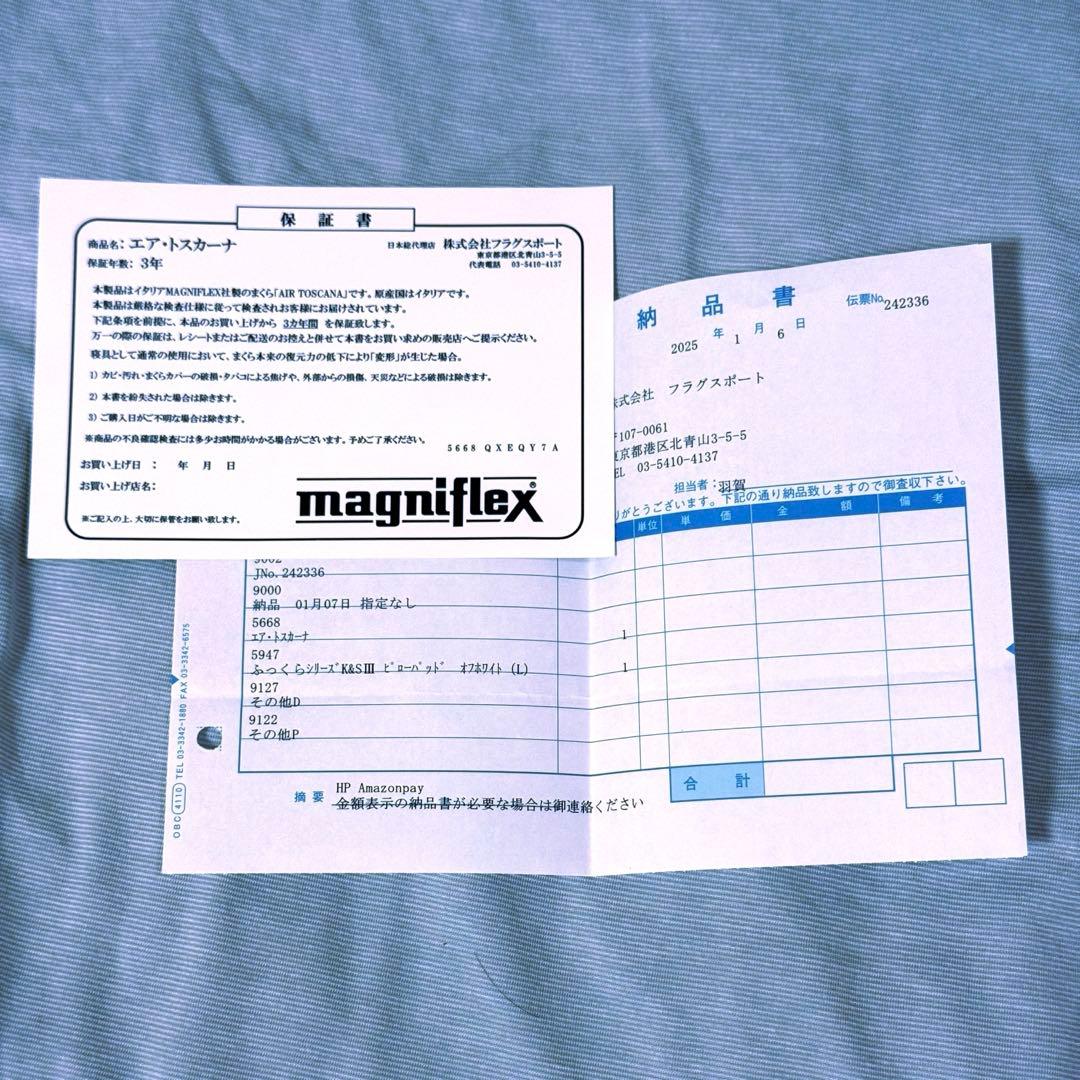 保 証 書
商品名：エア・トスカーナ
保証年数：3年
日本総代理店 株式会社フラグスポート
東京都港区北青山3-5-5
代表電話 03-5410-4137
本製品はイタリアMAGNIFLEX社製のまくら「AIR TOSCANA」です。原産国はイタリアです。
本製品は厳格な検査仕様に従って検査されお客様にお届けされています。
下記条項を前提に、本品のお買い上げから 3カ年間 を保証致します。
万一の際の保証は、レシートまたはご配送のお控えと併せて本書をお買い求めの販売店へご提示ください。
寝具として通常の使用において、まくら本来の復元力の低下により「変形」が生じた場合。
1）カビ・汚れ・まくらカバーの破損・タバコによる焦げや、外部からの損傷、天災などによる破損は除きます。
2）本書を紛失された場合は除きます。
3）ご購入日がご不明な場合は除きます。
※商品の不良確認検査には多少お時間がかかる場合がございます。予めご了承ください。
5668 QXEQY7A
お買い上げ日 ： 年 月 日
お買い上げ店名：
magniflex®
※ご記入の上、大切に保管をお願い致します。
納 品 書
伝票No.242336
2025 年 1 月 6 日
式会社 フラグスポート
〒107-0061
京都港区北青山3-5-5
EL 03-5410-4137
担当者：羽賀
がとうございます。下記の通り納品致しますので御査収下さい。
単位 単 価 金 額 備 考
9002
JNo.242336
9000
納品 01月07日 指定なし
5668
エア・トスカーナ 1
5947
ふっくらシリーズK&SⅢ ピローパッド オフホワイト (L) 1
9127
その他D
9122
その他P
合 計
摘 要
HP Amazonpay
金額表示の納品書が必要な場合は御連絡ください
OBC 4110 TEL 03-3342-1880 FAX 03-3342-6575